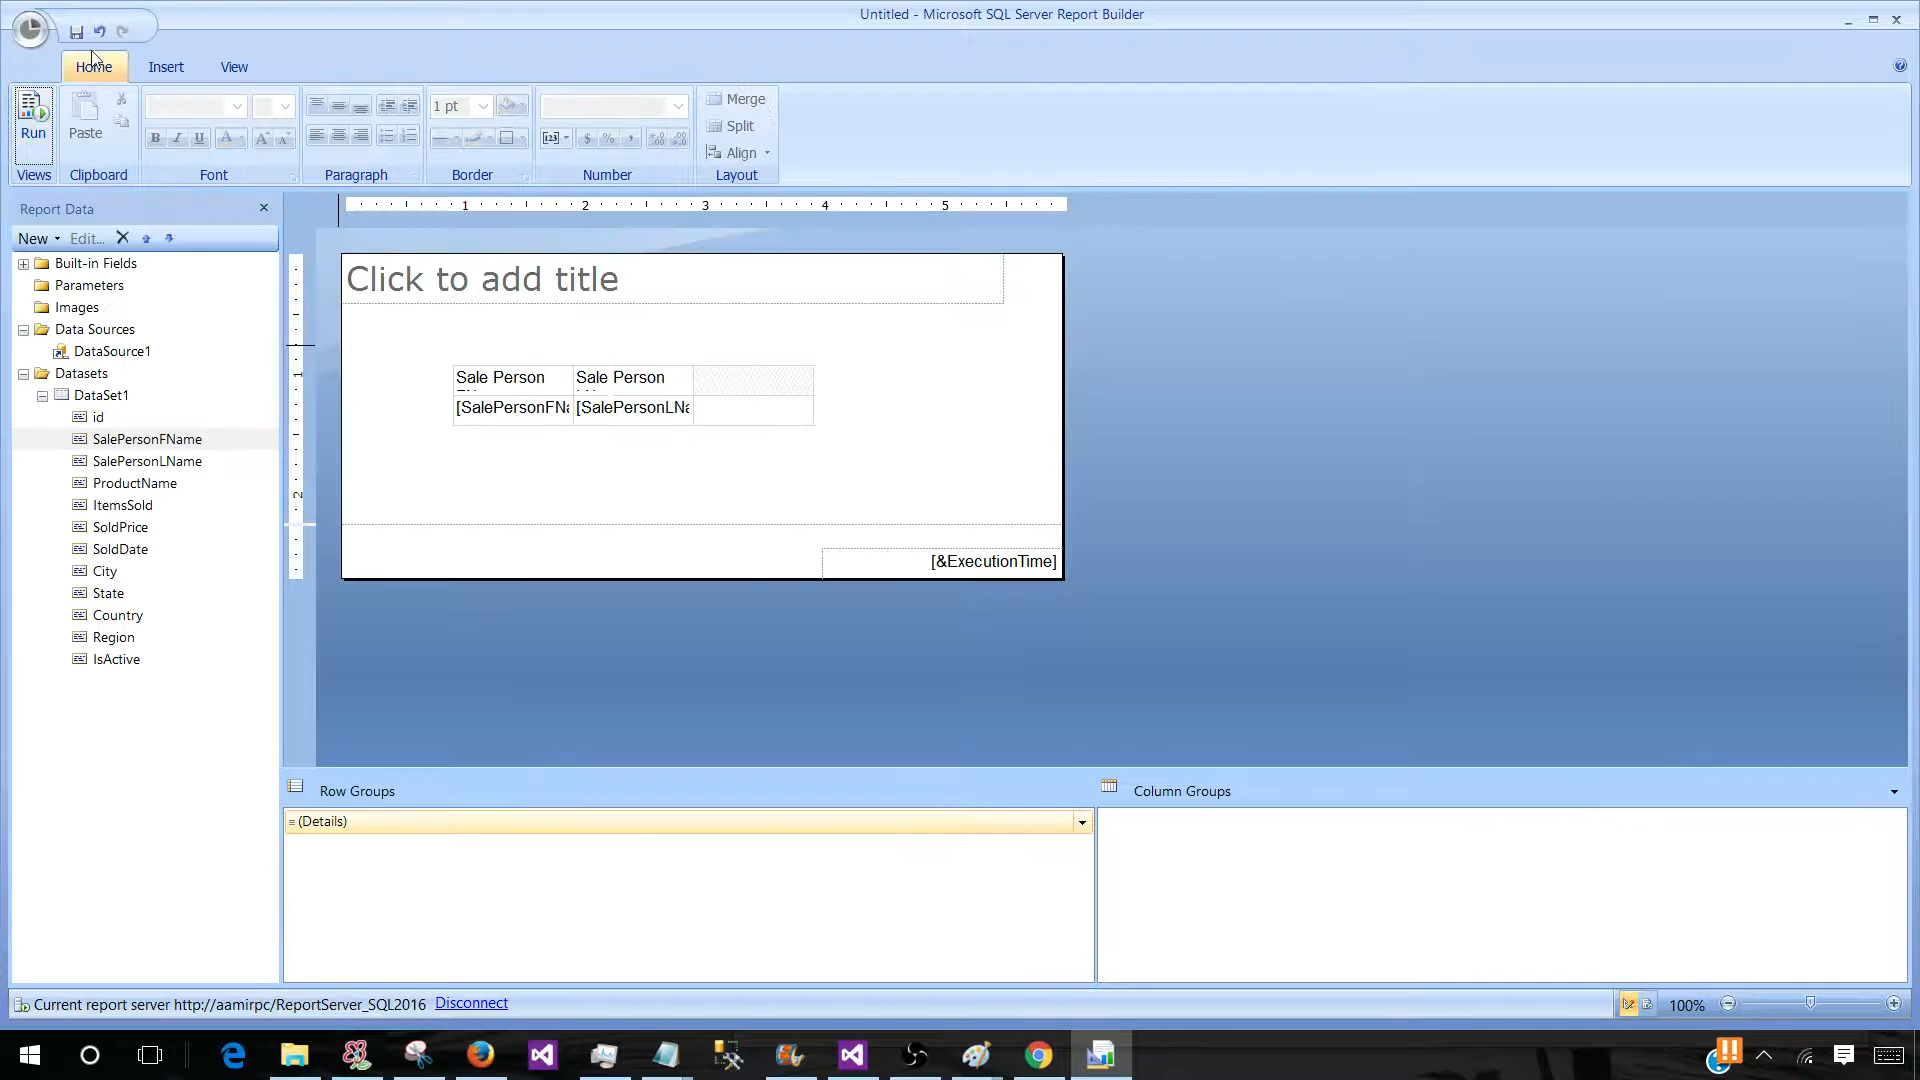 Untitled - Microsoft SQL Server Report Builder
Home Insert View
Run
Paste
1 pt
Merge
Split
Align
B I U A A A
[123] $ % ,
Views Clipboard Font Paragraph Border Number Layout
Report Data
New Edit...
Built-in Fields
Parameters
Images
Data Sources
DataSource1
Datasets
DataSet1
id
SalePersonFName
SalePersonLName
ProductName
ItemsSold
SoldPrice
SoldDate
City
State
Country
Region
IsActive
1 2 3 4 5
1
2
Click to add title
Sale Person Sale Person
[SalePersonFNa [SalePersonLNa
[&ExecutionTime]
Row Groups
(Details)
Column Groups
Current report server http://aamirpc/ReportServer_SQL2016 Disconnect
100%